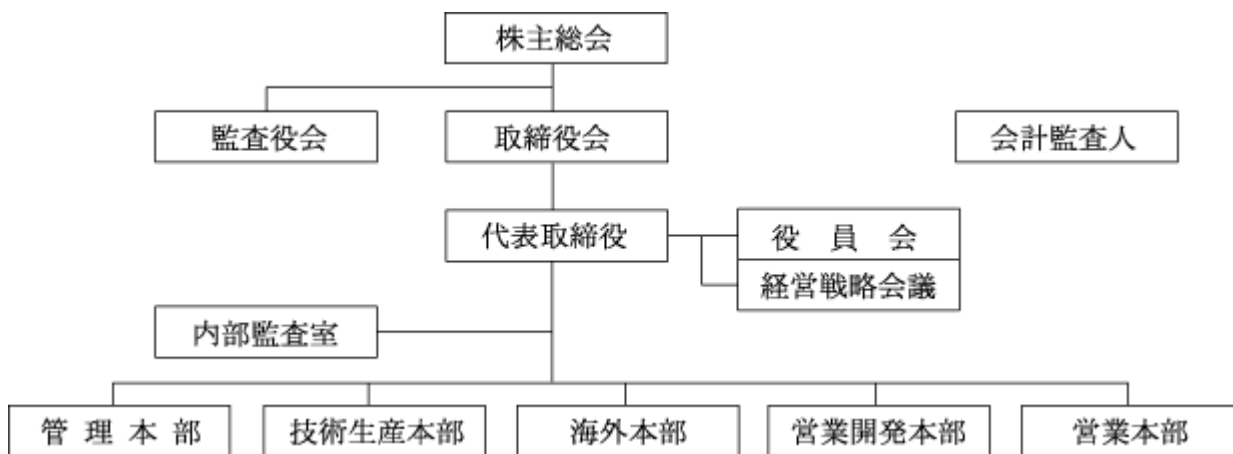 株主総会
監査役会
取締役会
会計監査人
代表取締役
役員会
経営戦略会議
内部監査室
管理本部
技術生産本部
海外本部
営業開発本部
営業本部